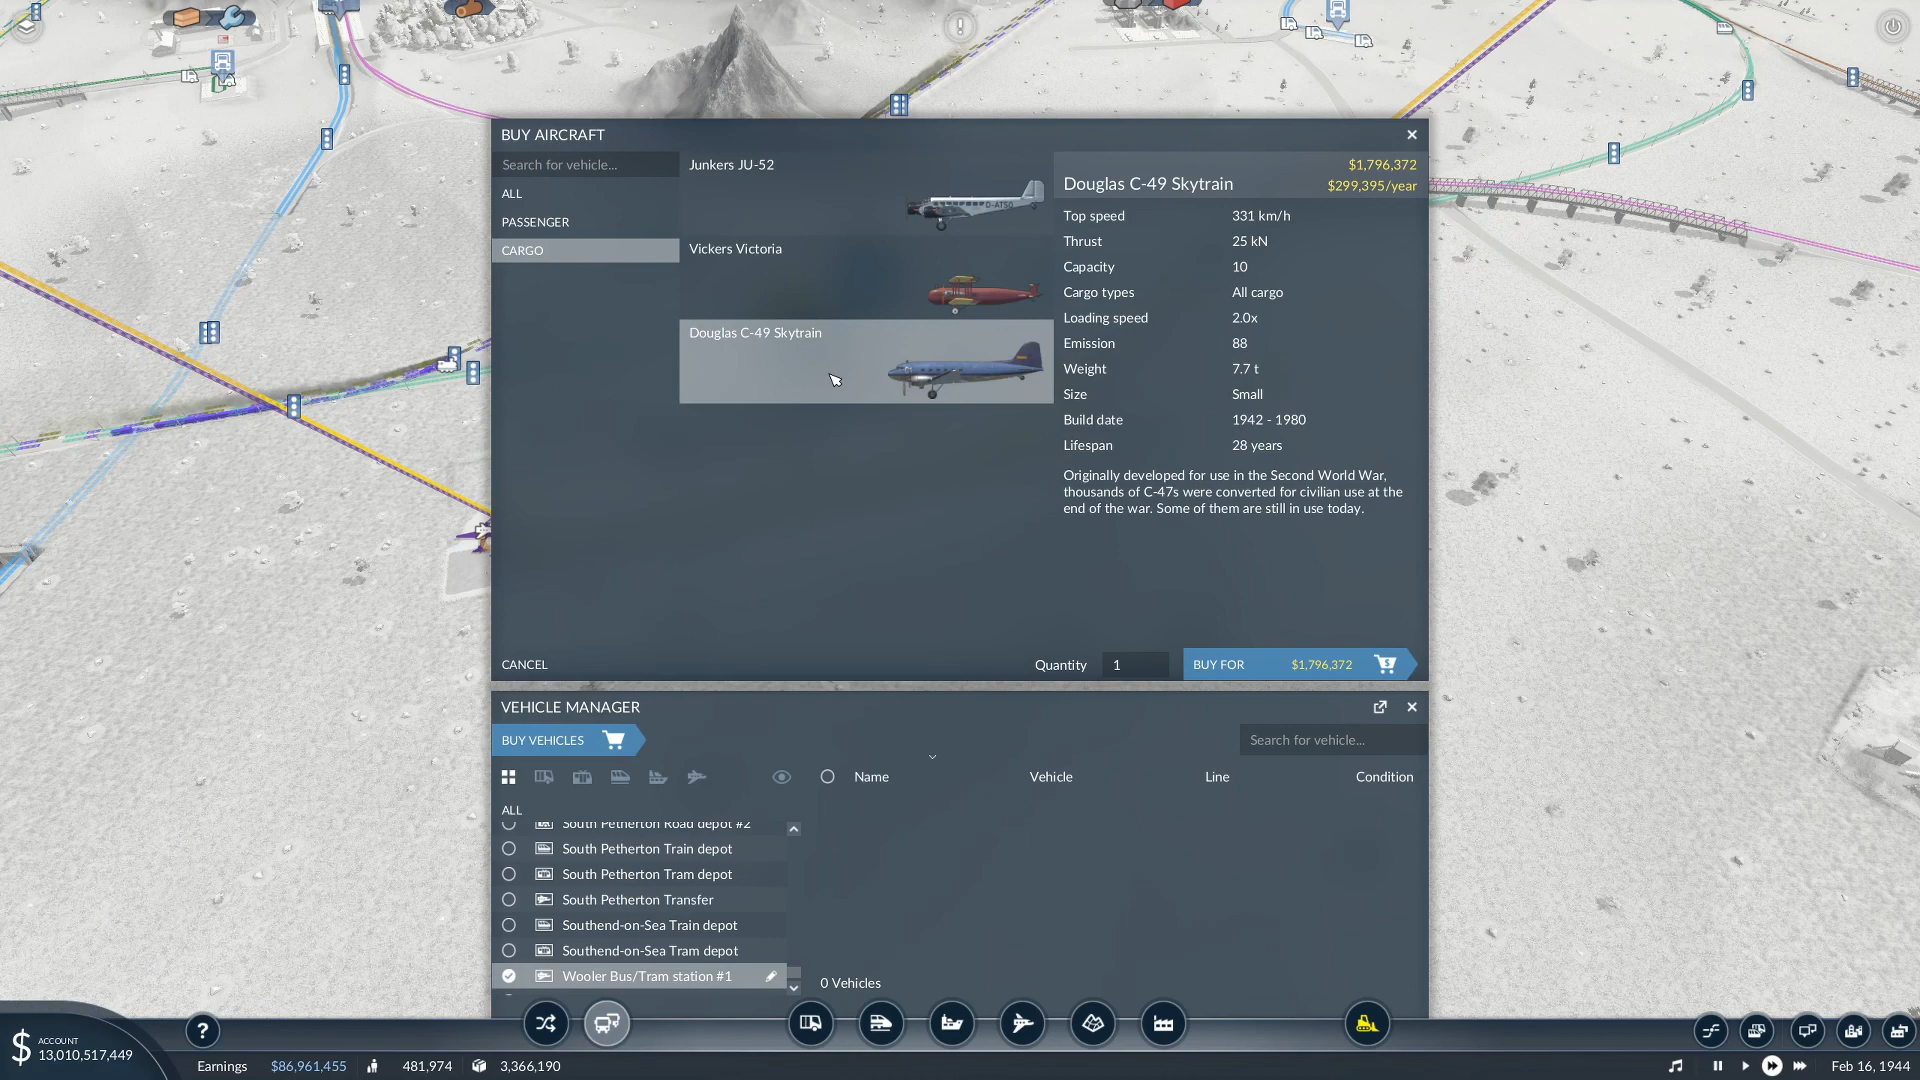 BUY AIRCRAFT
Search for vehicle...
ALL
PASSENGER
CARGO
Junkers JU-52
D-ATSO
Vickers Victoria
Douglas C-49 Skytrain
$1,796,372
Douglas C-49 Skytrain
$299,395/year
Top speed 331 km/h
Thrust 25 kN
Capacity 10
Cargo types All cargo
Loading speed 2.0x
Emission 88
Weight 7.7 t
Size Small
Build date 1942 - 1980
Lifespan 28 years
Originally developed for use in the Second World War,
thousands of C-47s were converted for civilian use at the
end of the war. Some of them are still in use today.
CANCEL
Quantity 1
BUY FOR $1,796,372
VEHICLE MANAGER
BUY VEHICLES
Search for vehicle...
Name Vehicle Line Condition
ALL
South Petherton Road depot #2
South Petherton Train depot
South Petherton Tram depot
South Petherton Transfer
Southend-on-Sea Train depot
Southend-on-Sea Tram depot
Wooler Bus/Tram station #1
0 Vehicles
$ ACCOUNT
13,010,517,449
?
Earnings $86,961,455 481,974 3,366,190
Feb 16, 1944